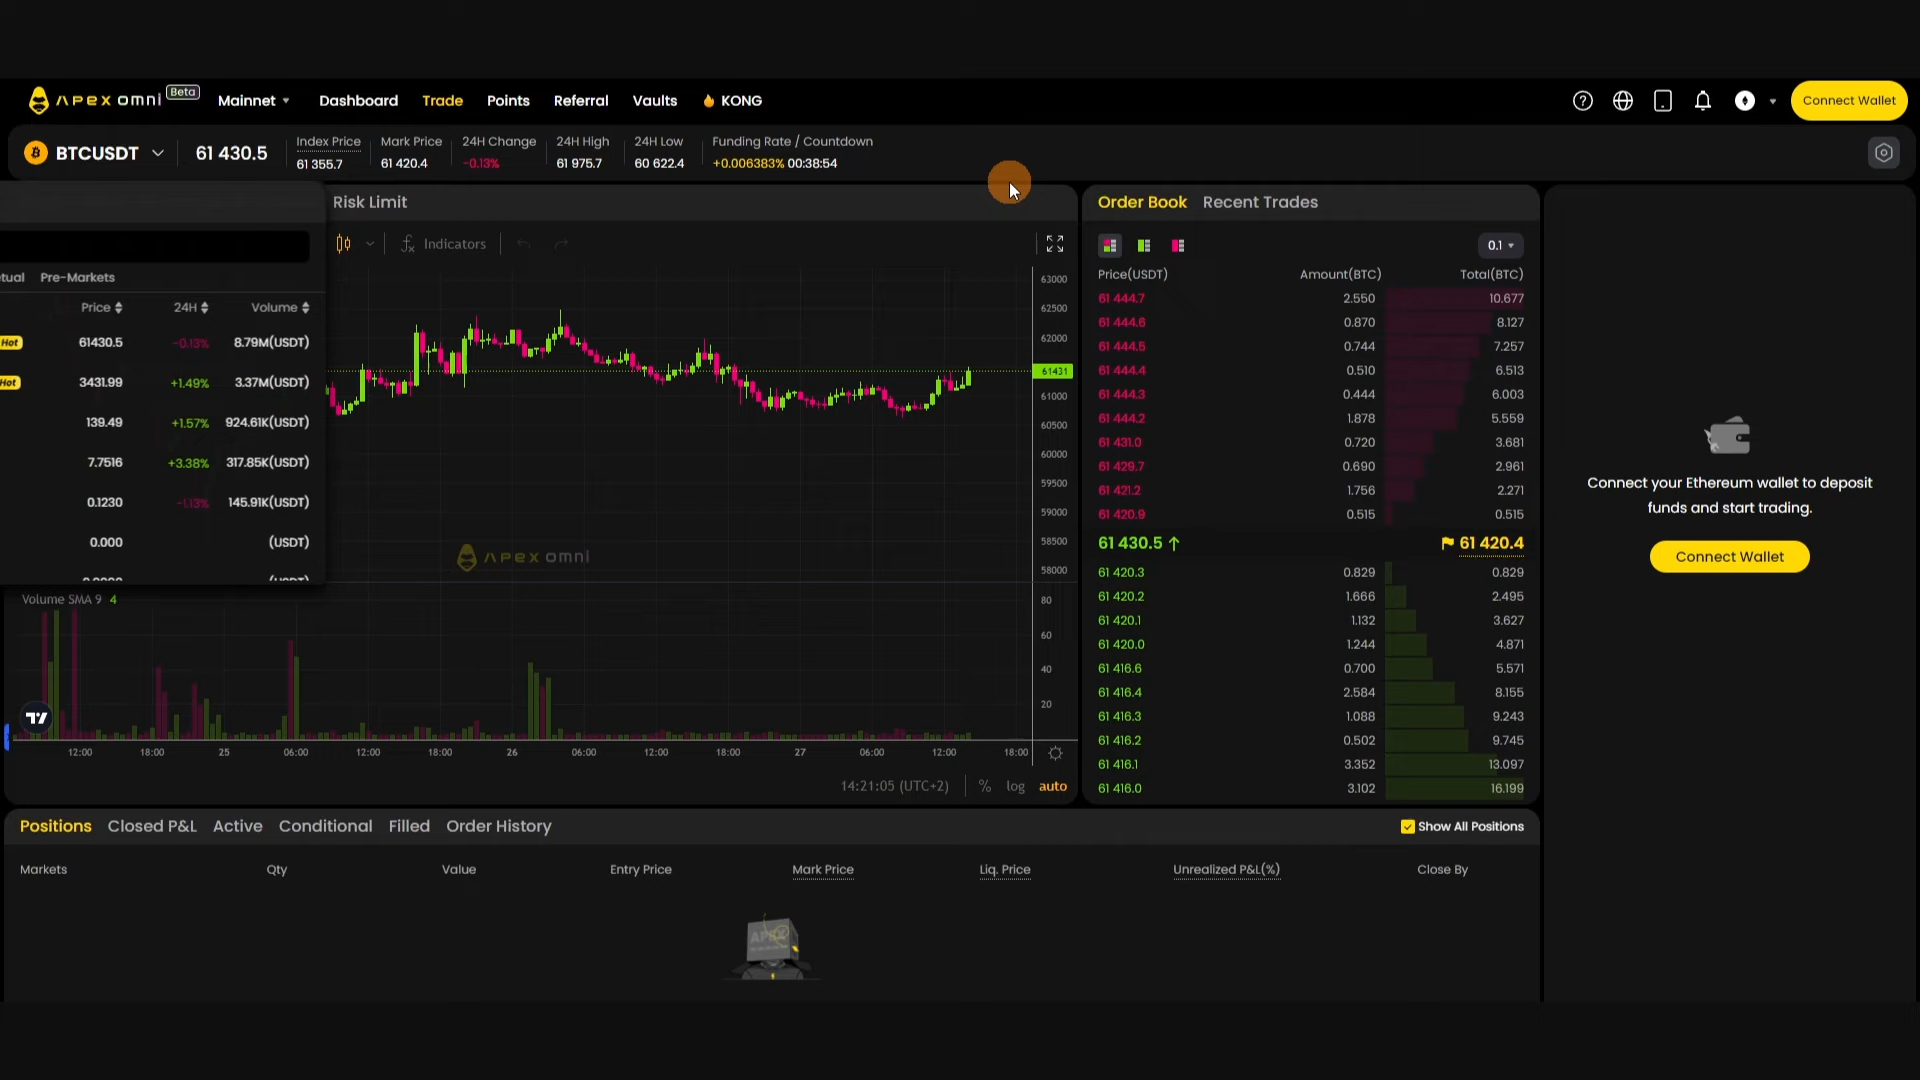 APEX omni Beta Mainnet Dashboard Trade Points Referral Vaults KONG Connect Wallet
BTCUSDT 61 430.5
Index Price 61 355.7
Mark Price 61 420.4
24H Change -0.13%
24H High 61 975.7
24H Low 60 622.4
Funding Rate / Countdown +0.006383% 00:38:54
Risk Limit
Indicators
Pre-Markets
Price 24H Volume
Hot 61430.5 -0.13% 8.79M(USDT)
Hot 3431.99 +1.49% 3.37M(USDT)
139.49 +1.57% 924.61K(USDT)
7.7516 +3.38% 317.85K(USDT)
0.1230 -1.13% 145.91K(USDT)
0.000 (USDT)
63000
62500
62000
61431
61000
60500
60000
59500
59000
58500
58000
APEX omni
Volume SMA 9 4
80
60
40
20
12:00 18:00 25 06:00 12:00 18:00 26 06:00 12:00 18:00 27 06:00 12:00 18:00
14:21:05 (UTC+2) % log auto
Order Book Recent Trades
0.1
Price(USDT) Amount(BTC) Total(BTC)
61 444.7 2.550 10.677
61 444.6 0.870 8.127
61 444.5 0.744 7.257
61 444.4 0.510 6.513
61 444.3 0.444 6.003
61 444.2 1.878 5.559
61 431.0 0.720 3.681
61 429.7 0.690 2.961
61 421.2 1.756 2.271
61 420.9 0.515 0.515
61 430.5 61 420.4
61 420.3 0.829 0.829
61 420.2 1.666 2.495
61 420.1 1.132 3.627
61 420.0 1.244 4.871
61 416.6 0.700 5.571
61 416.4 2.584 8.155
61 416.3 1.088 9.243
61 416.2 0.502 9.745
61 416.1 3.352 13.097
61 416.0 3.102 16.199
Connect your Ethereum wallet to deposit
funds and start trading.
Connect Wallet
Positions Closed P&L Active Conditional Filled Order History Show All Positions
Markets Qty Value Entry Price Mark Price Liq. Price Unrealized P&L(%) Close By
APEX